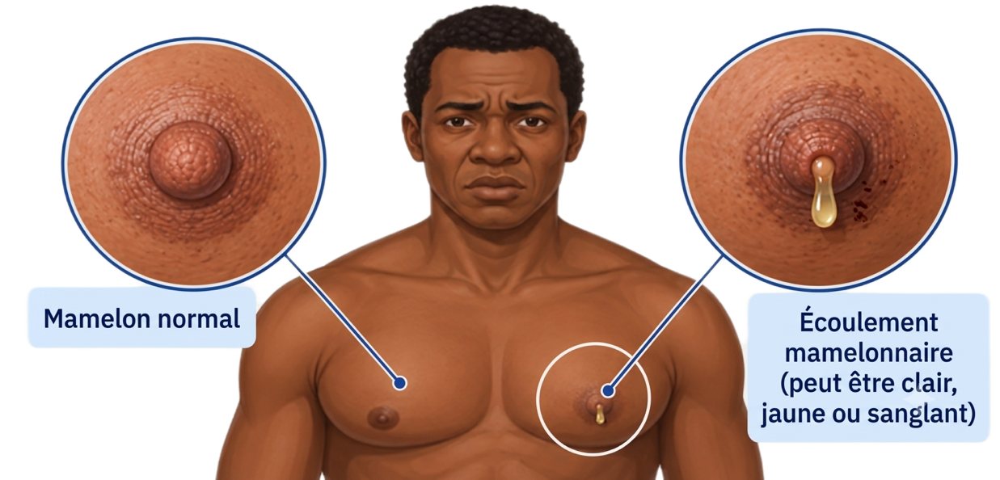 Mamelon normal
Écoulement
mamelonnaire
(peut être clair,
jaune ou sanglant)